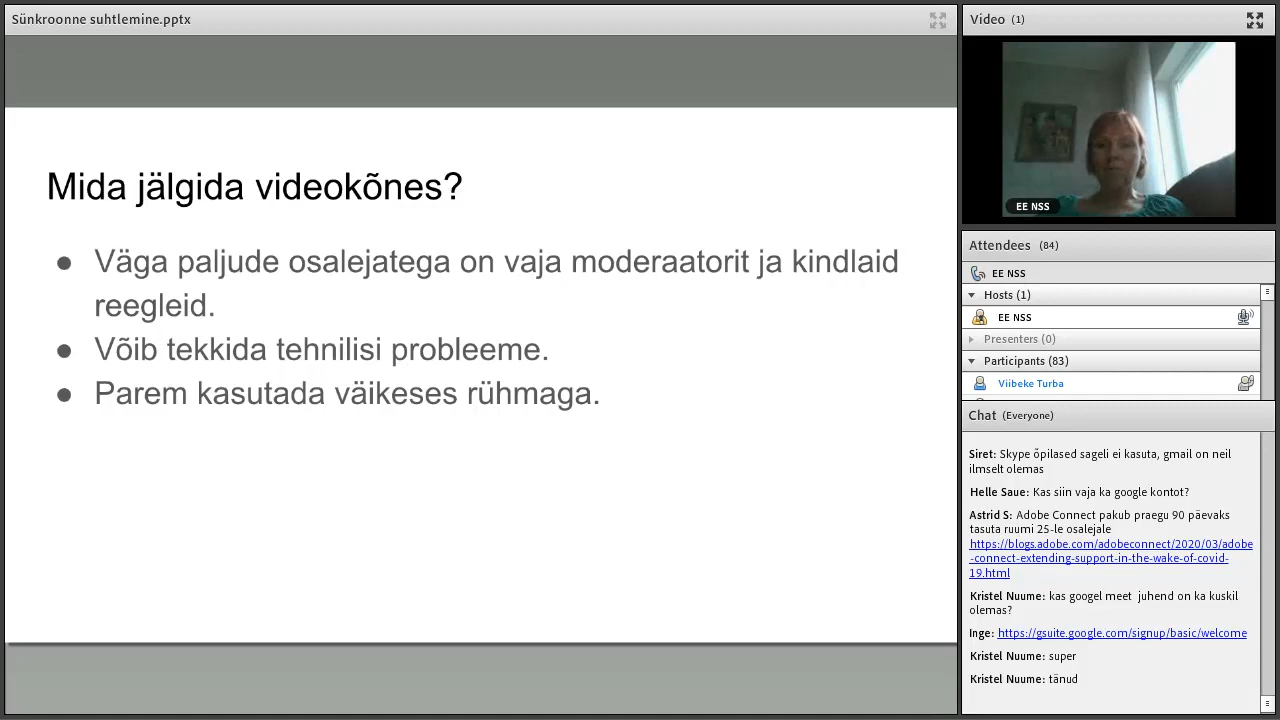 Sünkroonne suhtlemine.pptx
Mida jälgida videokõnes?
● Väga paljude osalejatega on vaja moderaatorit ja kindlaid
reegleid.
● Võib tekkida tehnilisi probleeme.
● Parem kasutada väikeses rühmaga.
Video (1)
EE NSS
Attendees (84)
EE NSS
Hosts (1)
EE NSS
Presenters (0)
Participants (83)
Viibeke Turba
Chat (Everyone)
Siret: Skype õpilased sageli ei kasuta, gmail on neil
ilmselt olemas
Helle Saue: Kas siin vaja ka google kontot?
Astrid S: Adobe Connect pakub praegu 90 päevaks
tasuta ruumi 25-le osalejale
https://blogs.adobe.com/adobeconnect/2020/03/adobe
-connect-extending-support-in-the-wake-of-covid-
19.html
Kristel Nuume: kas googel meet juhend on ka kuskil
olemas?
Inge: https://gsuite.google.com/signup/basic/welcome
Kristel Nuume: super
Kristel Nuume: tänud